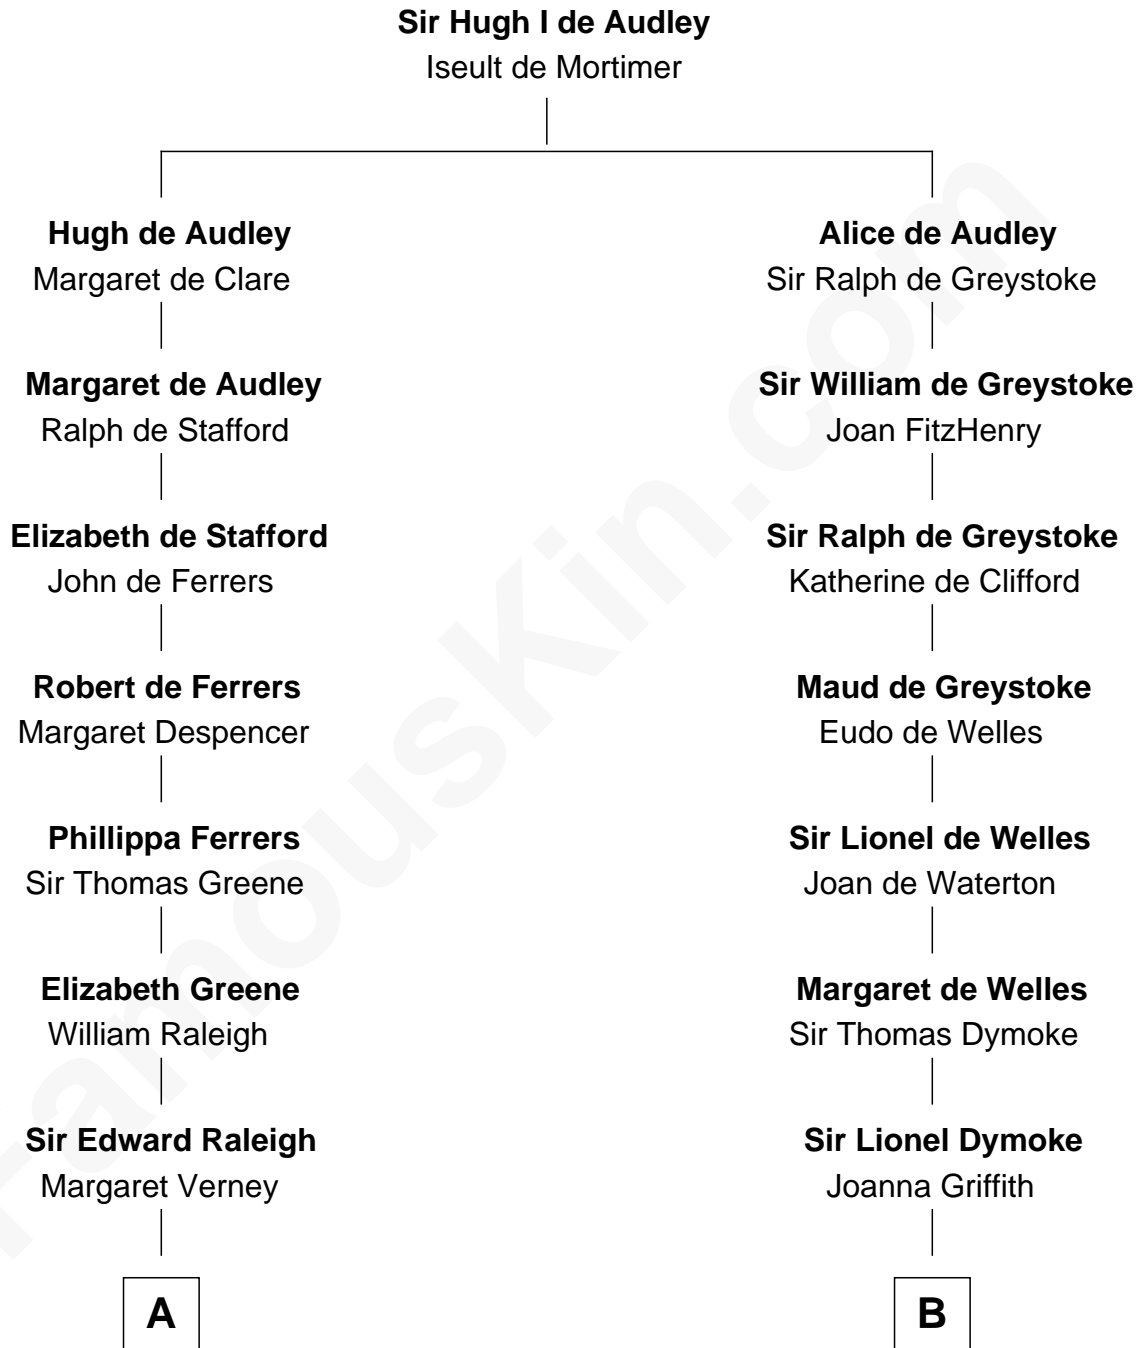 Sir Hugh I de Audley
Iseult de Mortimer
Hugh de Audley
Margaret de Clare
Margaret de Audley
Ralph de Stafford
Elizabeth de Stafford
John de Ferrers
Robert de Ferrers
Margaret Despencer
Phillippa Ferrers
Sir Thomas Greene
Elizabeth Greene
William Raleigh
Sir Edward Raleigh
Margaret Verney
A
Alice de Audley
Sir Ralph de Greystoke
Sir William de Greystoke
Joan FitzHenry
Sir Ralph de Greystoke
Katherine de Clifford
Maud de Greystoke
Eudo de Welles
Sir Lionel de Welles
Joan de Waterton
Margaret de Welles
Sir Thomas Dymoke
Sir Lionel Dymoke
Joanna Griffith
B
FamousKin.com